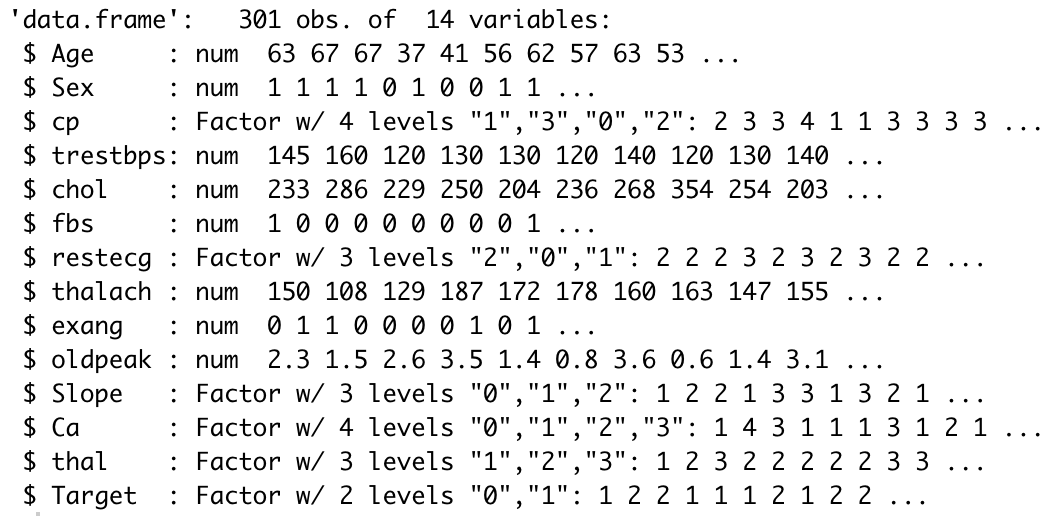 'data.frame':   301 obs. of  14 variables:
 $ Age     : num  63 67 67 37 41 56 62 57 63 53 ...
 $ Sex     : num  1 1 1 1 0 1 0 0 1 1 ...
 $ cp      : Factor w/ 4 levels "1","3","0","2": 2 3 3 4 1 1 3 3 3 3 ...
 $ trestbps: num  145 160 120 130 130 120 140 120 130 140 ...
 $ chol    : num  233 286 229 250 204 236 268 354 254 203 ...
 $ fbs     : num  1 0 0 0 0 0 0 0 0 1 ...
 $ restecg : Factor w/ 3 levels "2","0","1": 2 2 2 3 2 3 2 3 2 2 ...
 $ thalach : num  150 108 129 187 172 178 160 163 147 155 ...
 $ exang   : num  0 1 1 0 0 0 0 1 0 1 ...
 $ oldpeak : num  2.3 1.5 2.6 3.5 1.4 0.8 3.6 0.6 1.4 3.1 ...
 $ Slope   : Factor w/ 3 levels "0","1","2": 1 2 2 1 3 3 1 3 2 1 ...
 $ Ca      : Factor w/ 4 levels "0","1","2","3": 1 4 3 1 1 1 3 1 2 1 ...
 $ thal    : Factor w/ 3 levels "1","2","3": 1 2 3 2 2 2 2 2 3 3 ...
 $ Target  : Factor w/ 2 levels "0","1": 1 2 2 1 1 1 2 1 2 2 ...